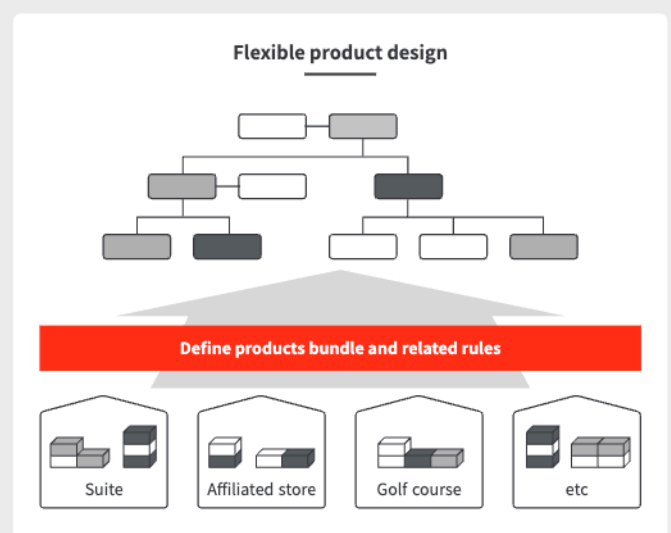 Flexible product design
Define products bundle and related rules
Suite
Affiliated store
Golf course
etc